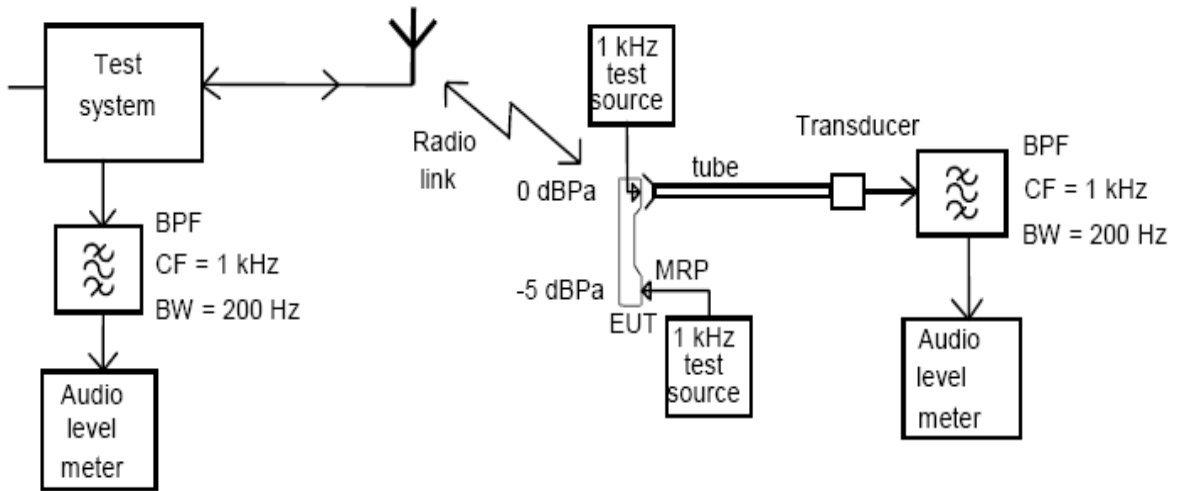 Test
system
BPF
CF = 1 kHz
BW = 200 Hz
Audio
level
meter
Radio
link
1 kHz
test
source
0 dBPa
-5 dBPa
EUT
MRP
1 kHz
test
source
tube
Transducer
BPF
CF = 1 kHz
BW = 200 Hz
Audio
level
meter